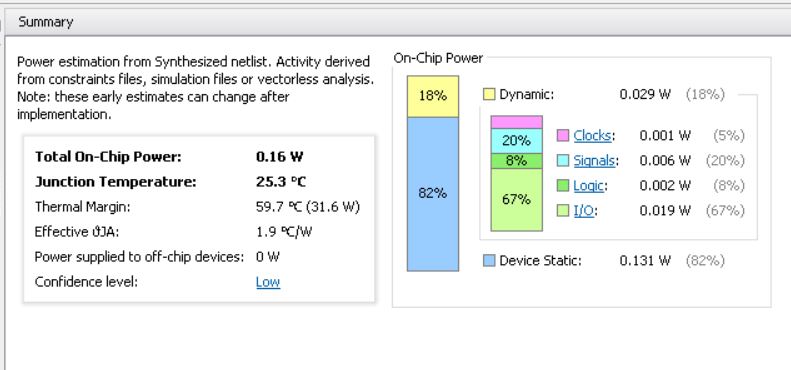 Summary
Power estimation from Synthesized netlist. Activity derived
from constraints files, simulation files or vectorless analysis.
Note: these early estimates can change after
implementation.
Total On-Chip Power: 0.16 W
Junction Temperature: 25.3 ºC
Thermal Margin: 59.7 ºC (31.6 W)
Effective ϑJA: 1.9 ºC/W
Power supplied to off-chip devices: 0 W
Confidence level: Low
On-Chip Power
18%
82%
Dynamic: 0.029 W (18%)
20%
8%
67%
Clocks: 0.001 W (5%)
Signals: 0.006 W (20%)
Logic: 0.002 W (8%)
I/O: 0.019 W (67%)
Device Static: 0.131 W (82%)